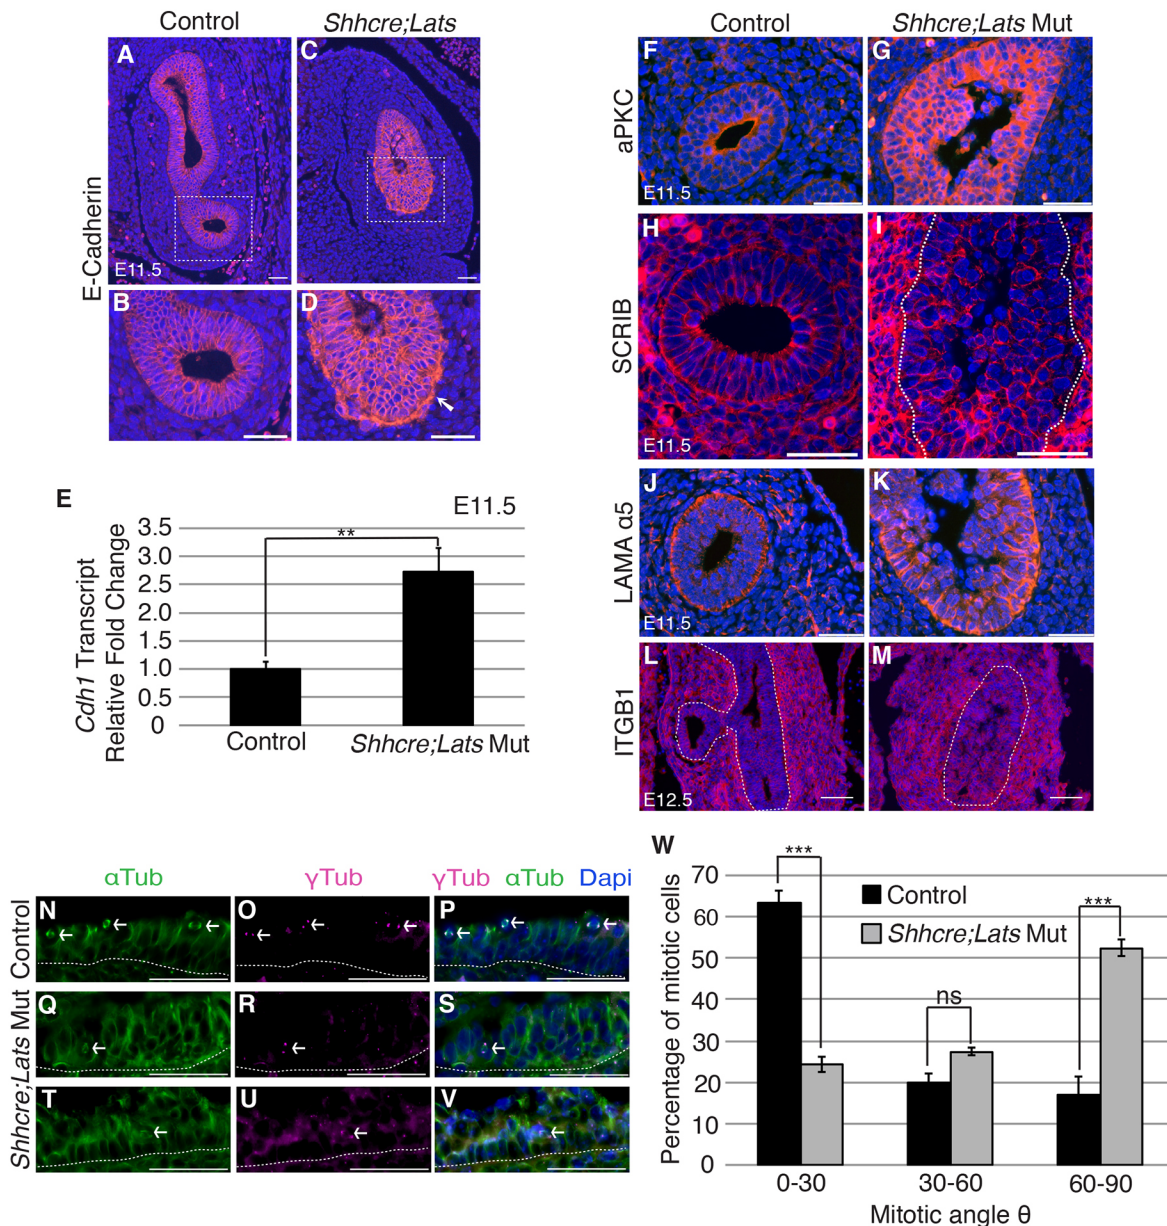 Control
Shhcre;Lats
E-Cadherin
A
E11.5
C
B
D
E
E11.5
Cdh1 Transcript
Relative Fold Change
3.5
3.0
2.5
2.0
1.5
1.0
0.5
0
**
Control
Shhcre;Lats Mut
Control
Shhcre;Lats Mut
aPKC
F
E11.5
G
SCRIB
H
E11.5
I
LAMA α5
J
E11.5
K
ITGB1
L
E12.5
M
αTub
γTub
γTub αTub Dapi
Control
N
O
P
Shhcre;Lats Mut
Q
R
S
T
U
V
W
Percentage of mitotic cells
70
60
50
40
30
20
10
0
***
ns
***
Control
Shhcre;Lats Mut
0-30
30-60
60-90
Mitotic angle θ